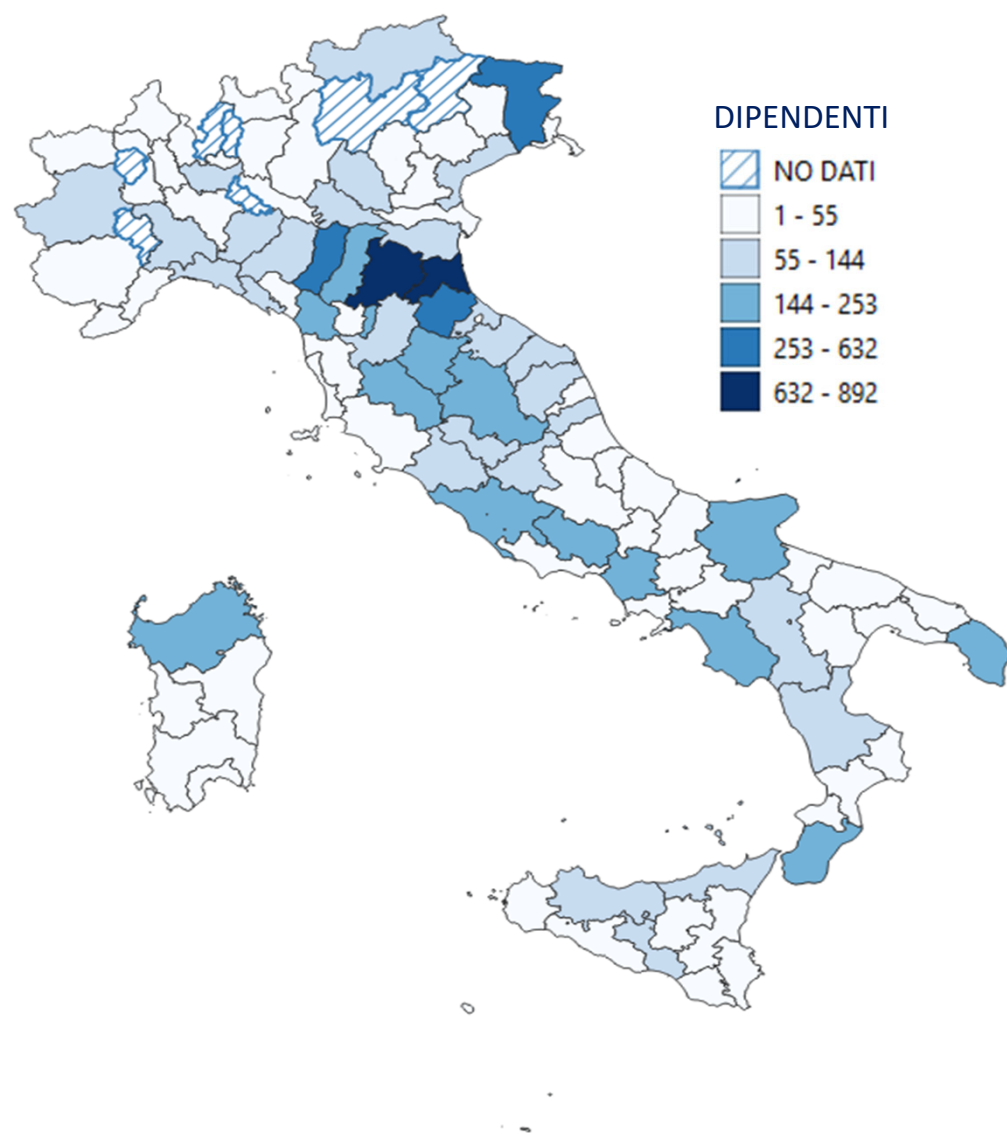 DIPENDENTI
NO DATI
1 - 55
55 - 144
144 - 253
253 - 632
632 - 892